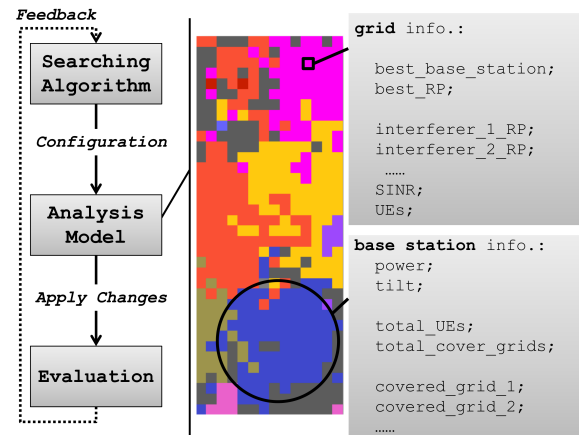 Feedback
Searching
Algorithm
Configuration
Analysis
Model
Apply Changes
Evaluation
grid info.:
best_base_station;
best_RP;
interferer_1_RP;
interferer_2_RP;
……
SINR;
UEs;
base station info.:
power;
tilt;
total_UEs;
total_cover_grids;
covered_grid_1;
covered_grid_2;
……